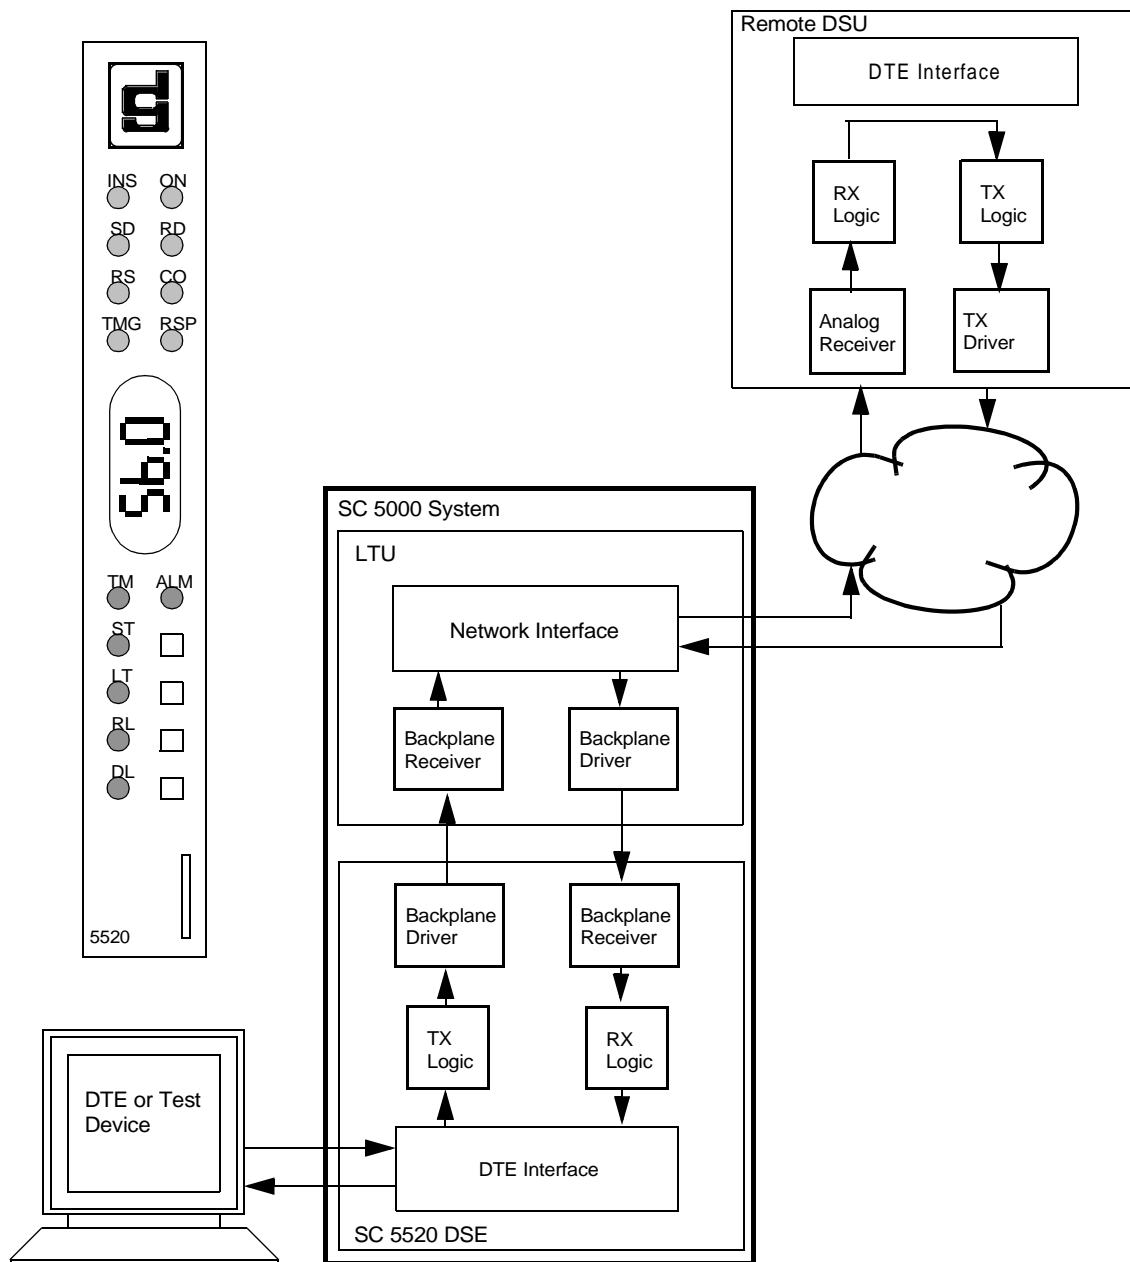 Remote DSU
DTE Interface
RX
Logic
TX
Logic
Analog
Receiver
TX
Driver
INS ON
SD RD
RS CO
TMG RSP
56.0
TM ALM
ST
LT
RL
DL
5520
SC 5000 System
LTU
Network Interface
Backplane
Receiver
Backplane
Driver
Backplane
Driver
Backplane
Receiver
TX
Logic
RX
Logic
DTE Interface
SC 5520 DSE
DTE or Test
Device